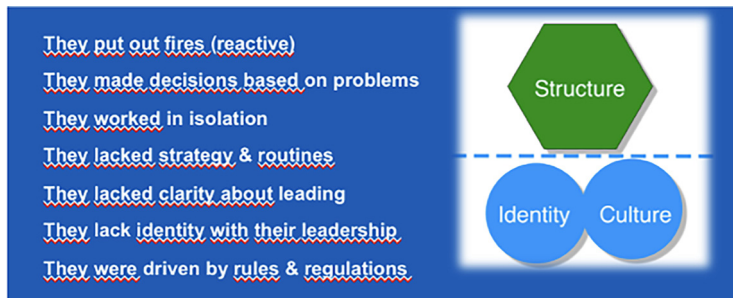 They put out fires (reactive)
They made decisions based on problems
They worked in isolation
They lacked strategy & routines
They lacked clarity about leading
They lack identity with their leadership
They were driven by rules & regulations
Structure
Identity
Culture